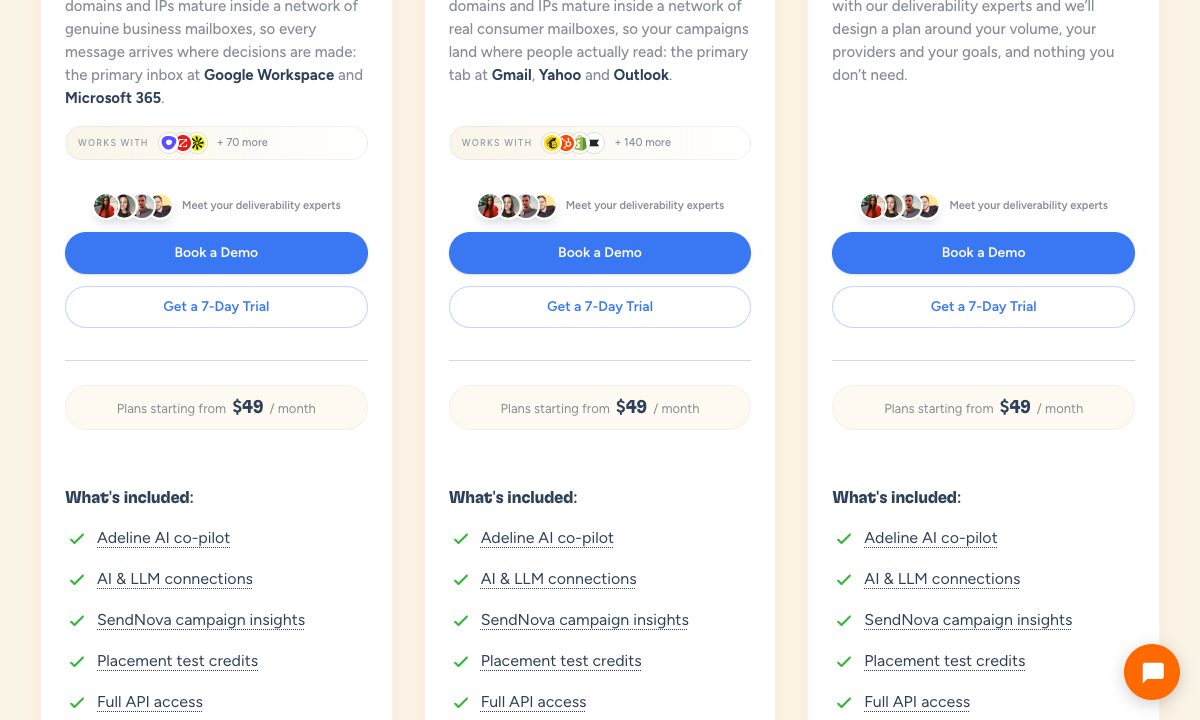 domains and IPs mature inside a network of
genuine business mailboxes, so every
message arrives where decisions are made:
the primary inbox at Google Workspace and
Microsoft 365.
WORKS WITH + 70 more
Meet your deliverability experts
Book a Demo
Get a 7-Day Trial
Plans starting from $49 / month
What's included:
Adeline AI co-pilot
AI & LLM connections
SendNova campaign insights
Placement test credits
Full API access
domains and IPs mature inside a network of
real consumer mailboxes, so your campaigns
land where people actually read: the primary
tab at Gmail, Yahoo and Outlook.
WORKS WITH + 140 more
Meet your deliverability experts
Book a Demo
Get a 7-Day Trial
Plans starting from $49 / month
What's included:
Adeline AI co-pilot
AI & LLM connections
SendNova campaign insights
Placement test credits
Full API access
with our deliverability experts and we'll
design a plan around your volume, your
providers and your goals, and nothing you
don't need.
Meet your deliverability experts
Book a Demo
Get a 7-Day Trial
Plans starting from $49 / month
What's included:
Adeline AI co-pilot
AI & LLM connections
SendNova campaign insights
Placement test credits
Full API access